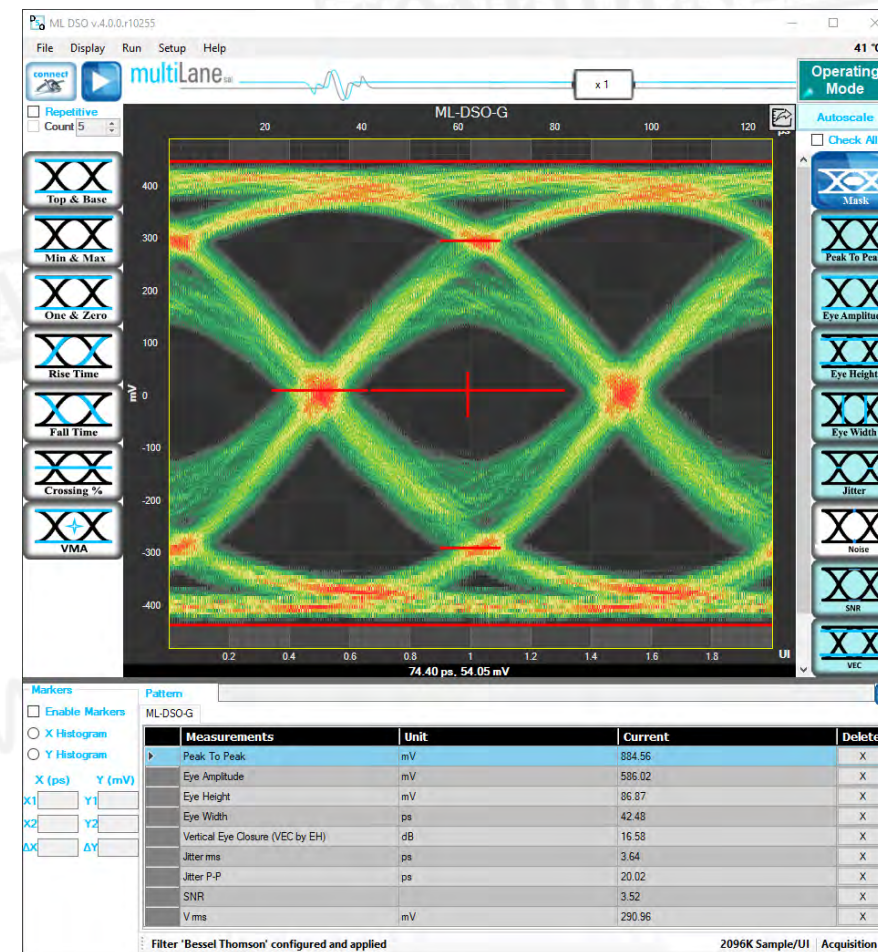 ML DSO v.4.0.0.r10255
File Display Run Setup Help
41 °C
connect
multiLane SAL
x 1
Operating Mode
Repetitive
Count 5
Autoscale
Check All
ML-DSO-G
20 40 60 80 100 120 ps
Top & Base
Min & Max
One & Zero
Rise Time
Fall Time
Crossing %
VMA
mV
400
300
200
100
0
-100
-200
-300
-400
0.2 0.4 0.6 0.8 1 1.2 1.4 1.6 1.8 UI
74.40 ps, 54.05 mV
Mask
Peak To Pea
Eye Amplitud
Eye Height
Eye Width
Jitter
Noise
SNR
VEC
Markers
Enable Markers
X Histogram
Y Histogram
X (ps) Y (mV)
X1 Y1
X2 Y2
ΔX ΔY
Pattern
ML-DSO-G
Measurements Unit Current Delete
Peak To Peak mV 884.56 X
Eye Amplitude mV 586.02 X
Eye Height mV 86.87 X
Eye Width ps 42.48 X
Vertical Eye Closure (VEC by EH) dB 16.58 X
Jitter rms ps 3.64 X
Jitter P-P ps 20.02 X
SNR 3.52 X
V rms mV 290.96 X
Filter 'Bessel Thomson' configured and applied 2096K Sample/UI Acquisition